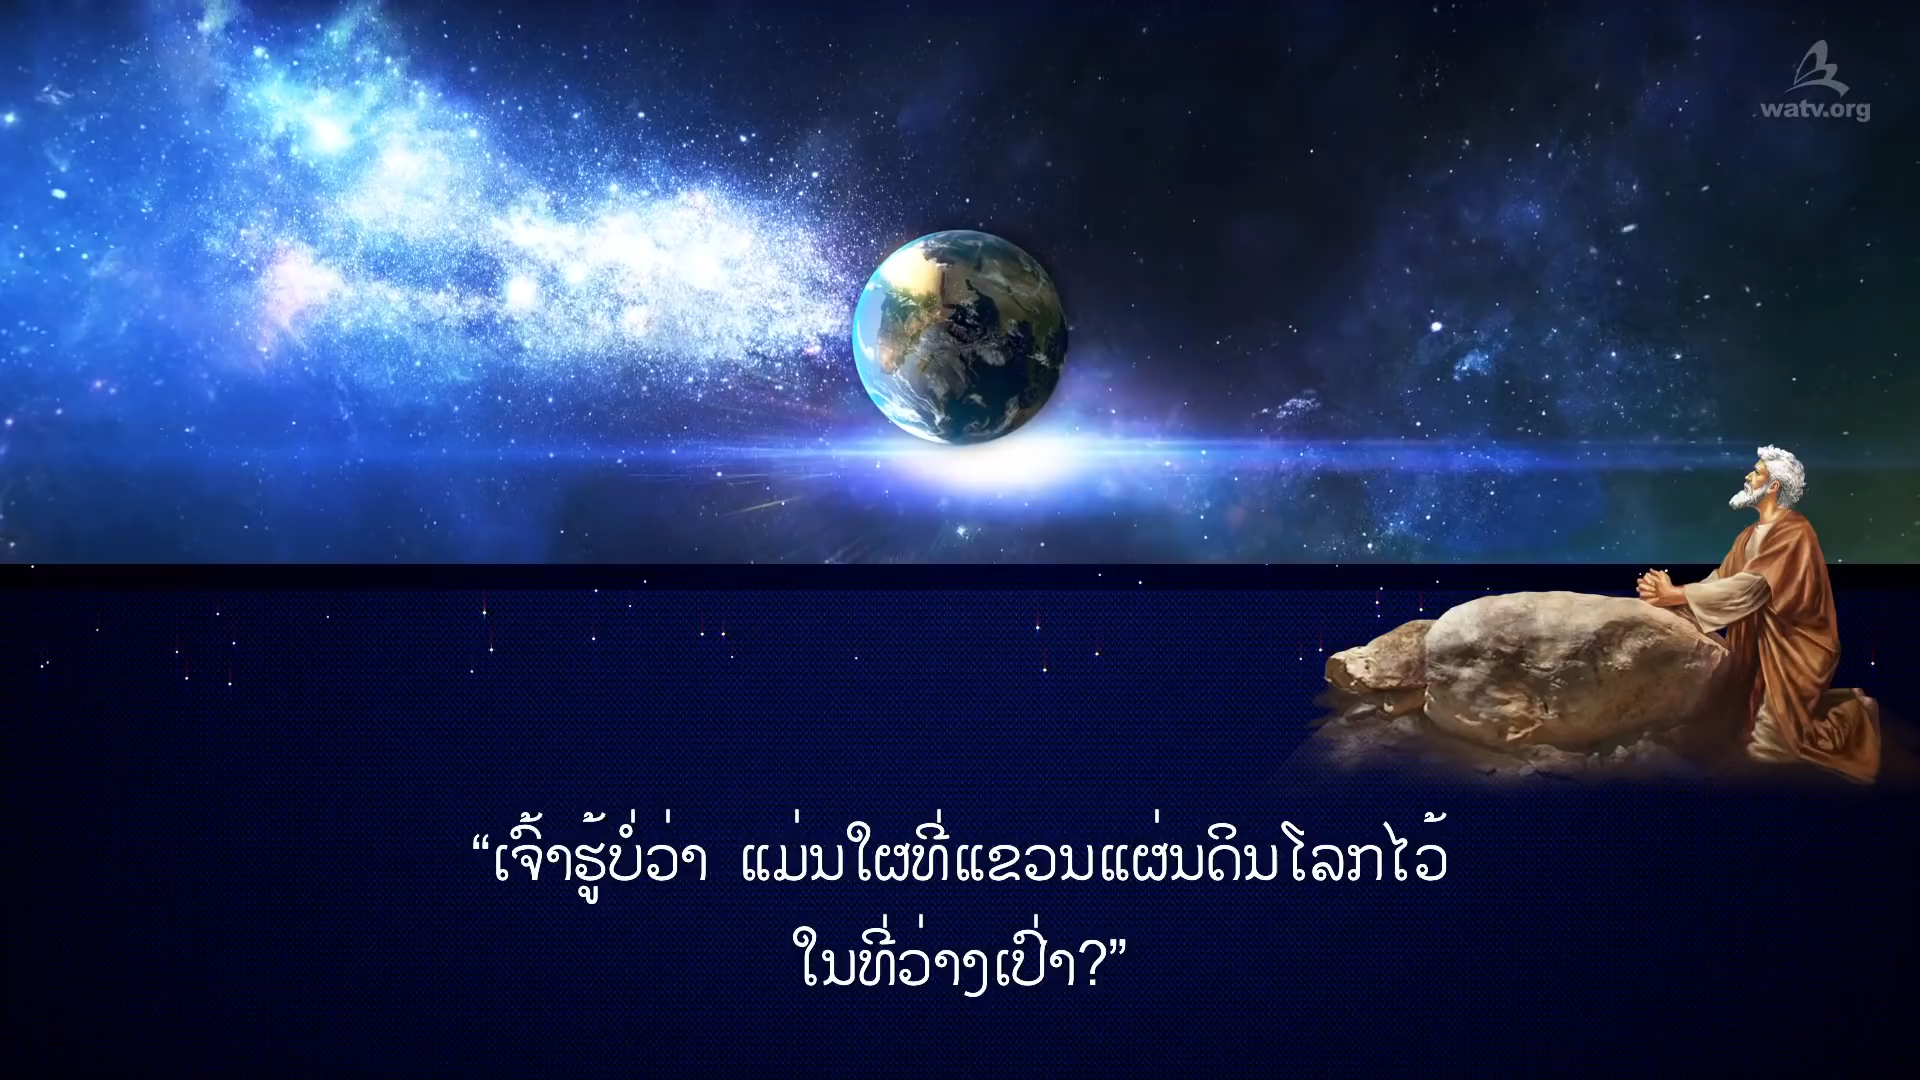 watv.org
“ເຈົ້າຮູ້ບໍ່ວ່າ ແມ່ນໃຜທີ່ແຂວນແຜ່ນດິນໂລກໄວ້
ໃນທີ່ວ່າງເປົ່າ?”